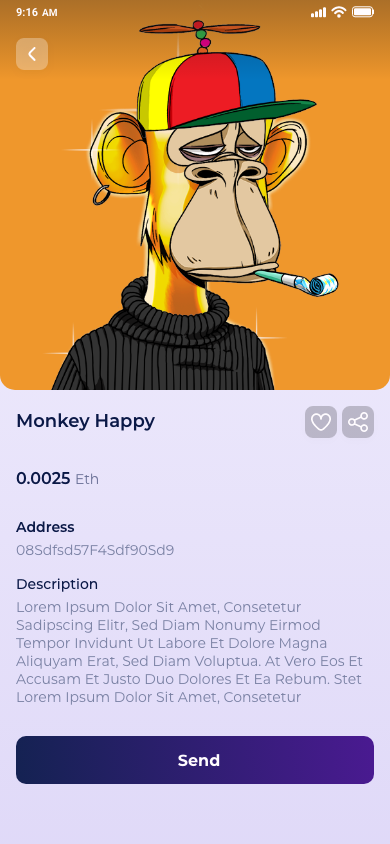 9:16 AM
Monkey Happy
0.0025 Eth
Address
08Sdfsd57F4Sdf90Sd9
Description
Lorem Ipsum Dolor Sit Amet, Consetetur
Sadipscing Elitr, Sed Diam Nonumy Eirmod
Tempor Invidunt Ut Labore Et Dolore Magna
Aliquyam Erat, Sed Diam Voluptua. At Vero Eos Et
Accusam Et Justo Duo Dolores Et Ea Rebum. Stet
Lorem Ipsum Dolor Sit Amet, Consetetur
Send